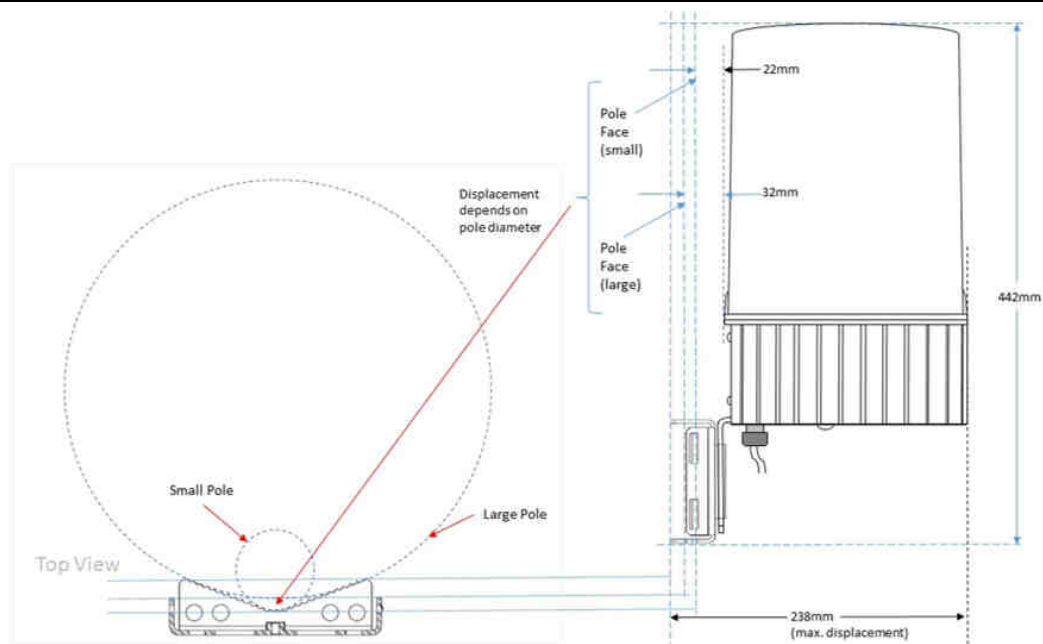 22mm
Pole
Face
(small)
Displacement
depends on
pole diameter
32mm
Pole
Face
(large)
442mm
Small Pole
Large Pole
Top View
238mm
(max. displacement)